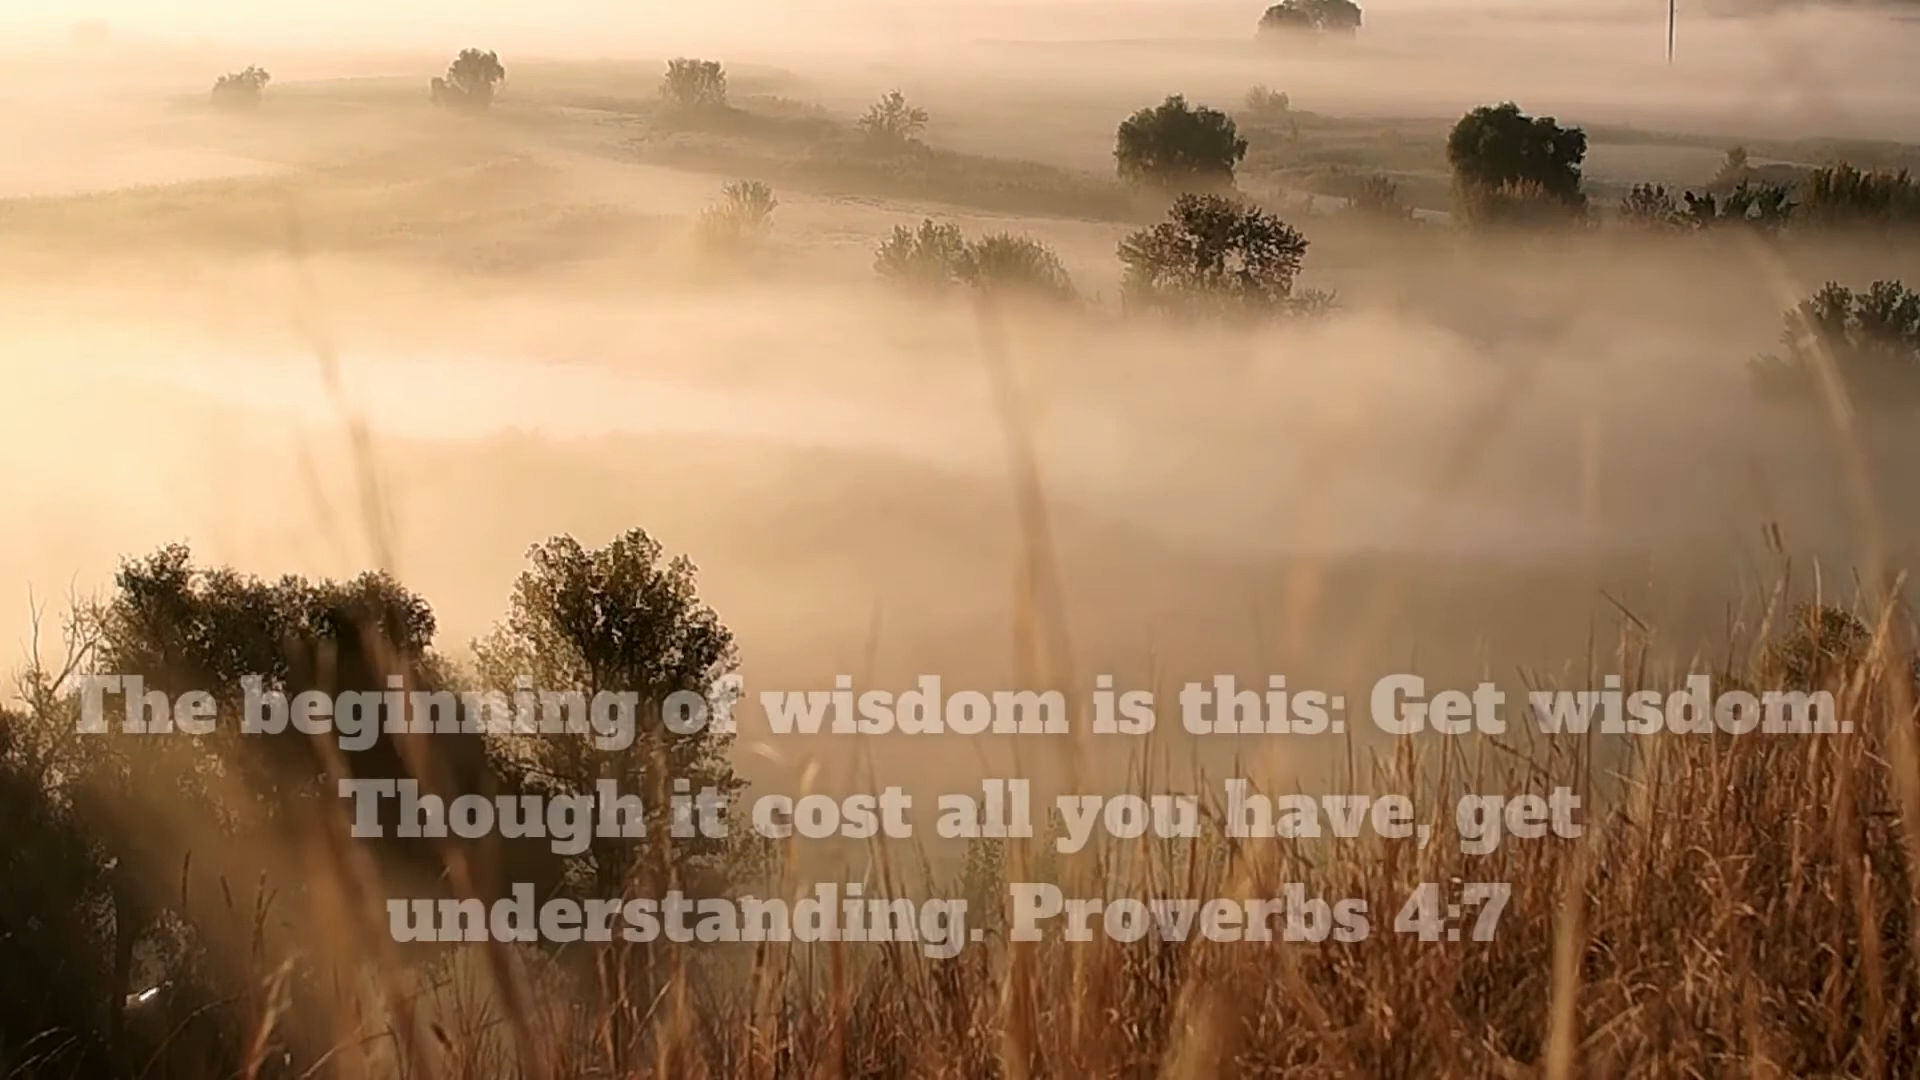 The beginning of wisdom is this: Get wisdom.
Though it cost all you have, get
understanding. Proverbs 4:7